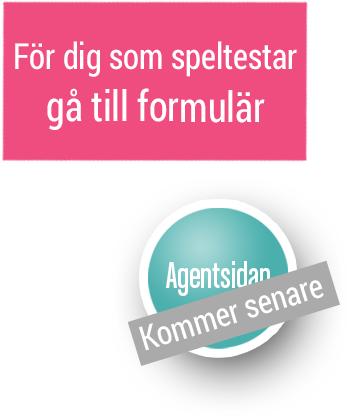 För dig som speltestar
gå till formulär
Agentsidan
Kommer senare